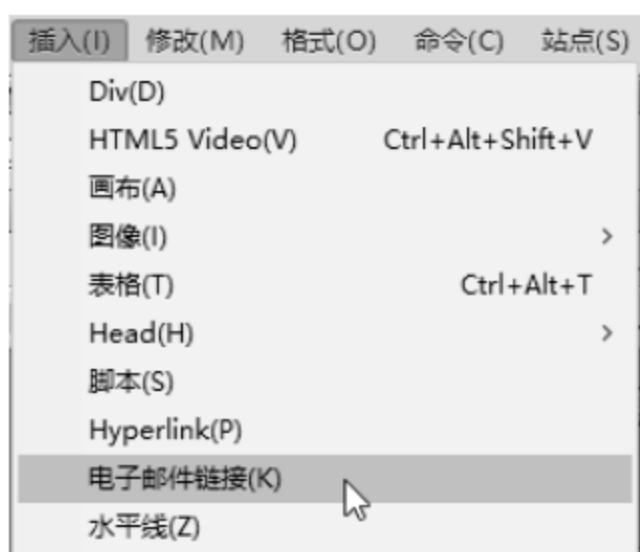 插入(I) 修改(M) 格式(O) 命令(C) 站点(S)
Div(D)
HTML5 Video(V) Ctrl+Alt+Shift+V
画布(A)
图像(I) >
表格(T) Ctrl+Alt+T
Head(H) >
脚本(S)
Hyperlink(P)
电子邮件链接(K)
水平线(Z)